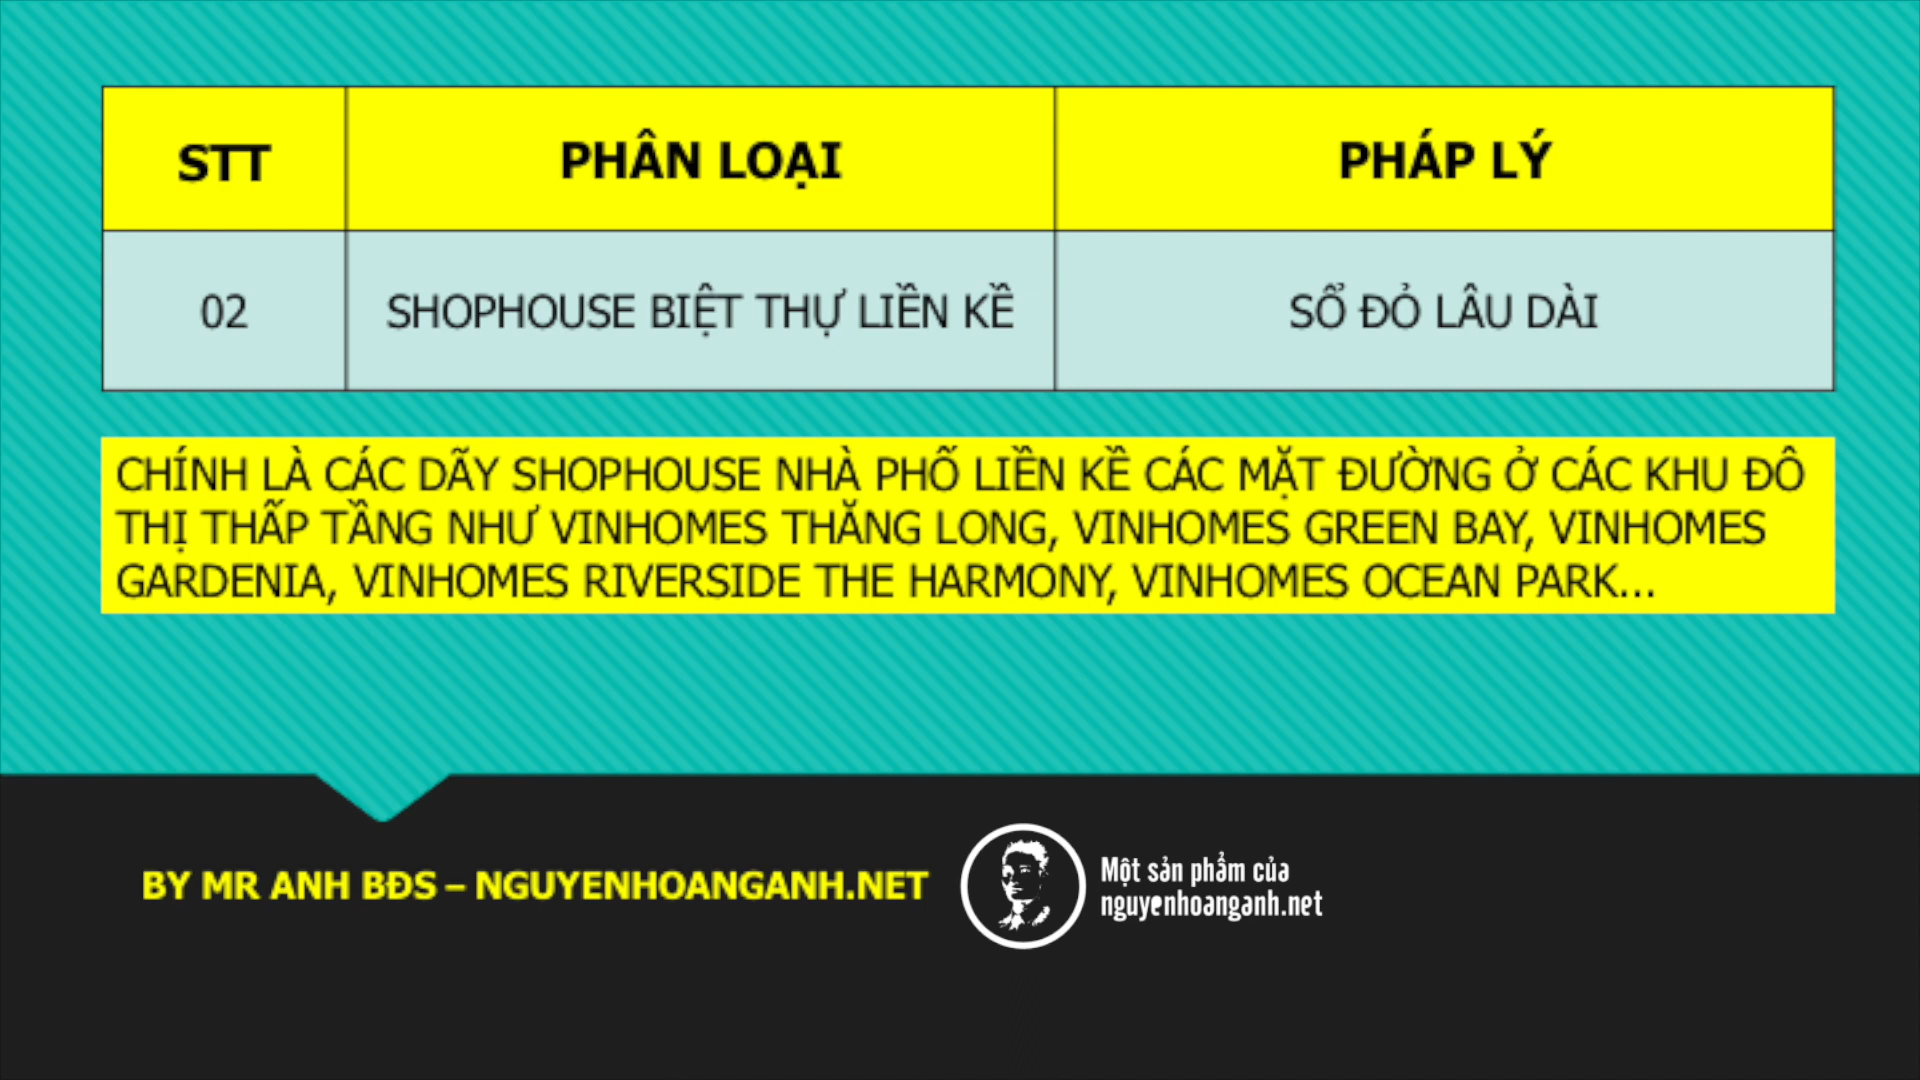 STT PHÂN LOẠI PHÁP LÝ
02 SHOPHOUSE BIỆT THỰ LIỀN KỀ SỔ ĐỎ LÂU DÀI
CHÍNH LÀ CÁC DÃY SHOPHOUSE NHÀ PHỐ LIỀN KỀ CÁC MẶT ĐƯỜNG Ở CÁC KHU ĐÔ
THỊ THẤP TẦNG NHƯ VINHOMES THĂNG LONG, VINHOMES GREEN BAY, VINHOMES
GARDENIA, VINHOMES RIVERSIDE THE HARMONY, VINHOMES OCEAN PARK...
BY MR ANH BĐS – NGUYENHOANGANH.NET
Một sản phẩm của
nguyenhoanganh.net